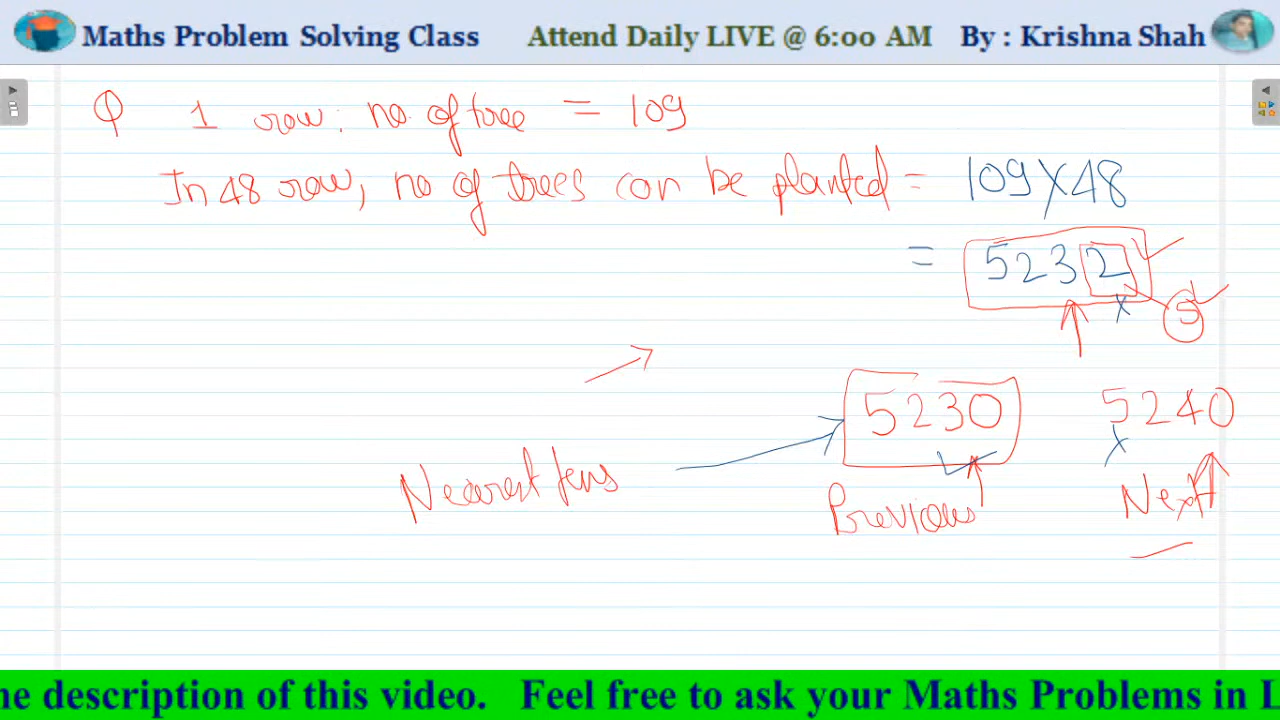 Maths Problem Solving Class Attend Daily LIVE @ 6:00 AM By : Krishna Shah
Q 1 row: no. of tree = 109
In 48 row, no of trees can be planted = 109X48
= 5232
5
5230 5240
Nearest tens
Previous Next
he description of this video. Feel free to ask your Maths Problems in L